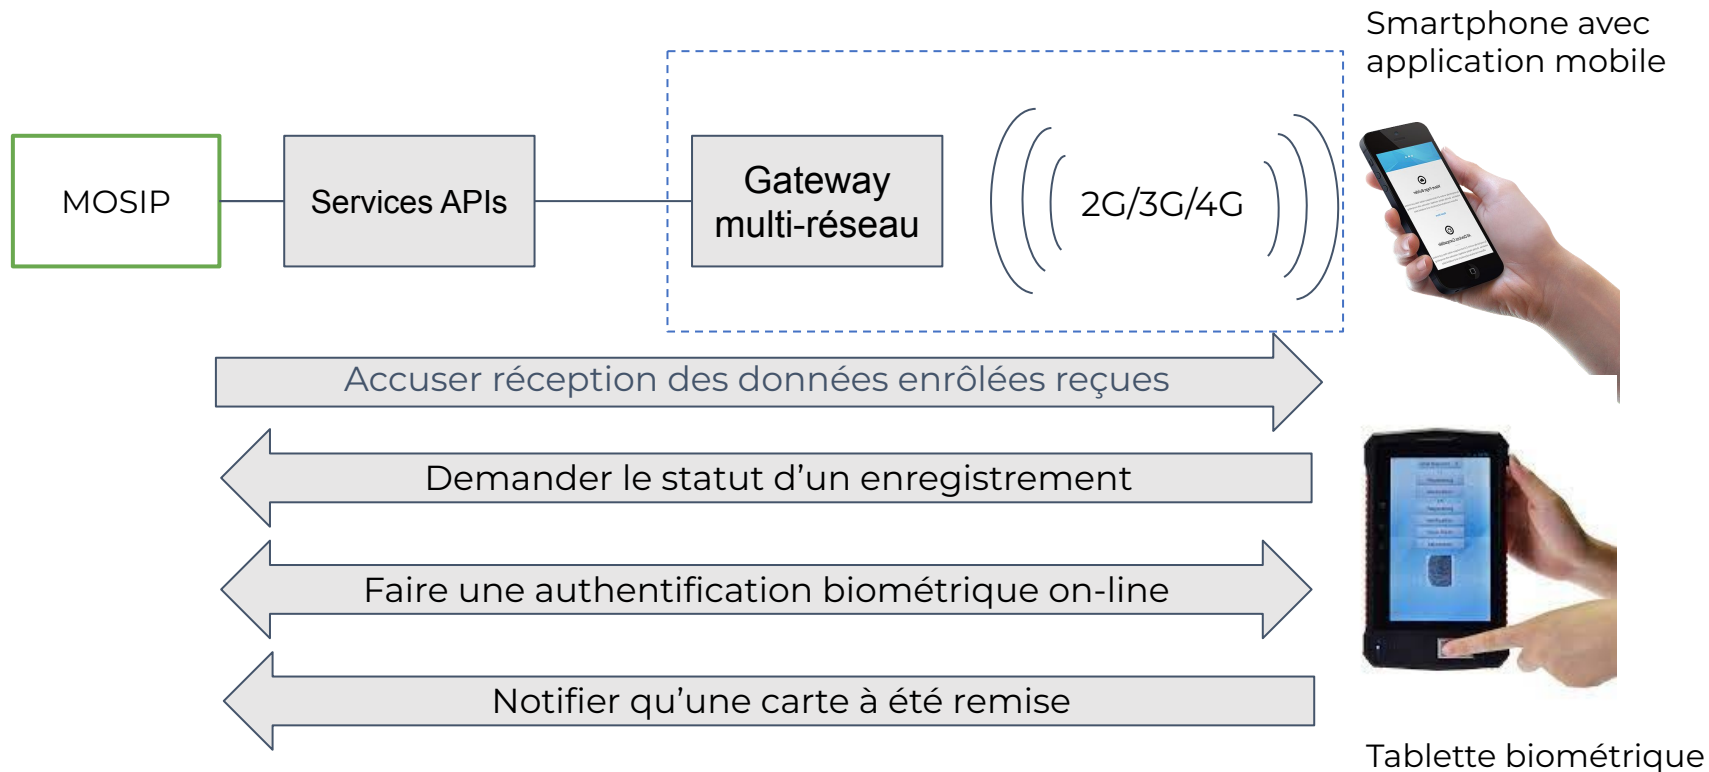 Smartphone avec
application mobile
MOSIP
Services APIs
Gateway
multi-réseau
2G/3G/4G
Accuser réception des données enrôlées reçues
Demander le statut d’un enregistrement
Faire une authentification biométrique on-line
Notifier qu’une carte à été remise
Tablette biométrique